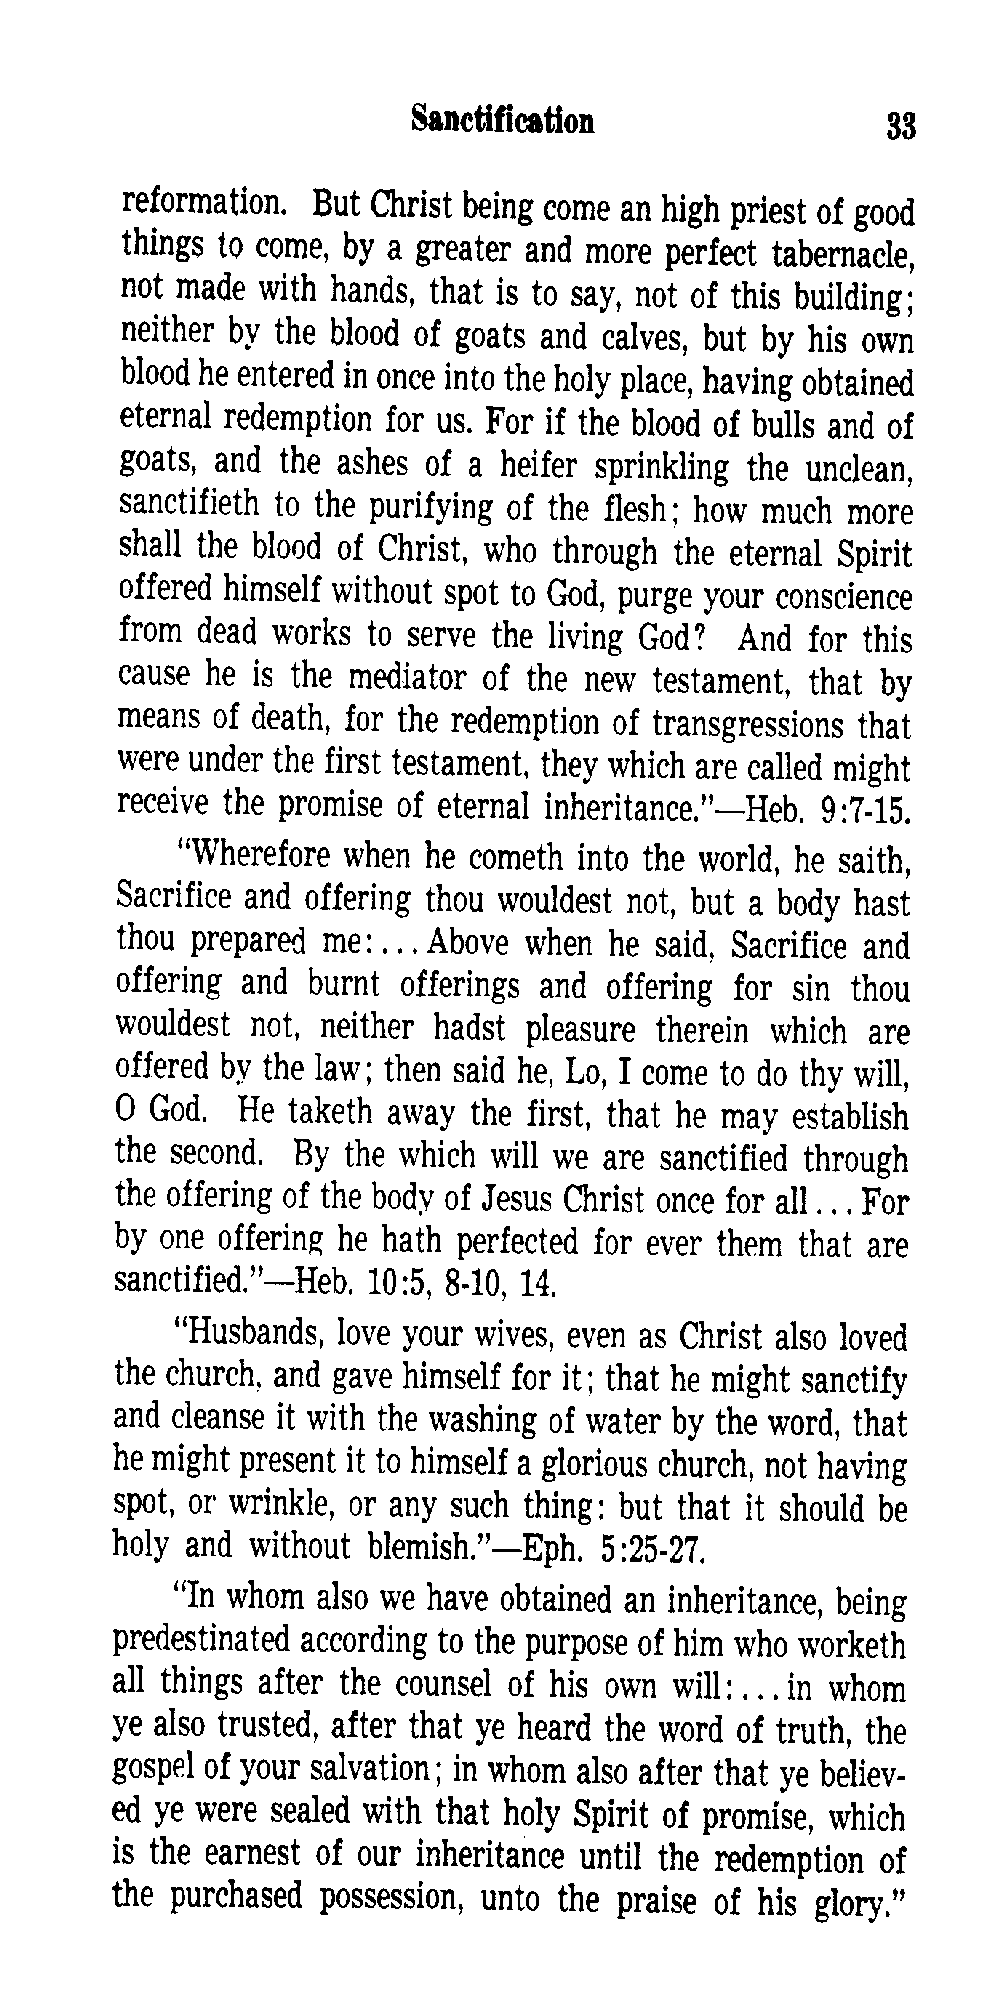 Sanctification 33
reformation. But Christ being come an high priest of good
things to come, by a greater and more perfect tabernacle,
not made with hands, that is to say, not of this building;
neither by the blood of goats and calves, but by his own
blood he entered in once into the holy place, having obtained
eternal redemption for us. For if the blood of bulls and of
goats, and the ashes of a heifer sprinkling the unclean,
sanctifieth to the purifying of the flesh; how much more
shall the blood of Christ, who through the eternal Spirit
offered himself without spot to God, purge your conscience
from dead works to serve the living God? And for this
cause he is the mediator of the new testament, that by
means of death, for the redemption of transgressions that
were under the first testament, they which are called might
receive the promise of eternal inheritance."—Heb. 9:7-15.
"Wherefore when he cometh into the world, he saith,
Sacrifice and offering thou wouldest not, but a body hast
thou prepared me:... Above when he said, Sacrifice and
offering and burnt offerings and offering for sin thou
wouldest not, neither hadst pleasure therein which are
offered by the law; then said he, Lo, I come to do thy will,
O God. He taketh away the first, that he may establish
the second. By the which will we are sanctified through
the offering of the body of Jesus Christ once for all... For
by one offering he hath perfected for ever them that are
sanctified."—Heb. 10:5, 8-10, 14.
"Husbands, love your wives, even as Christ also loved
the church, and gave himself for it; that he might sanctify
and cleanse it with the washing of water by the word, that
he might present it to himself a glorious church, not having
spot, or wrinkle, or any such thing: but that it should be
holy and without blemish."—Eph. 5:25-27.
"In whom also we have obtained an inheritance, being
predestinated according to the purpose of him who worketh
all things after the counsel of his own will:... in whom
ye also trusted, after that ye heard the word of truth, the
gospel of your salvation; in whom also after that ye believ-
ed ye were sealed with that holy Spirit of promise, which
is the earnest of our inheritance until the redemption of
the purchased possession, unto the praise of his glory."